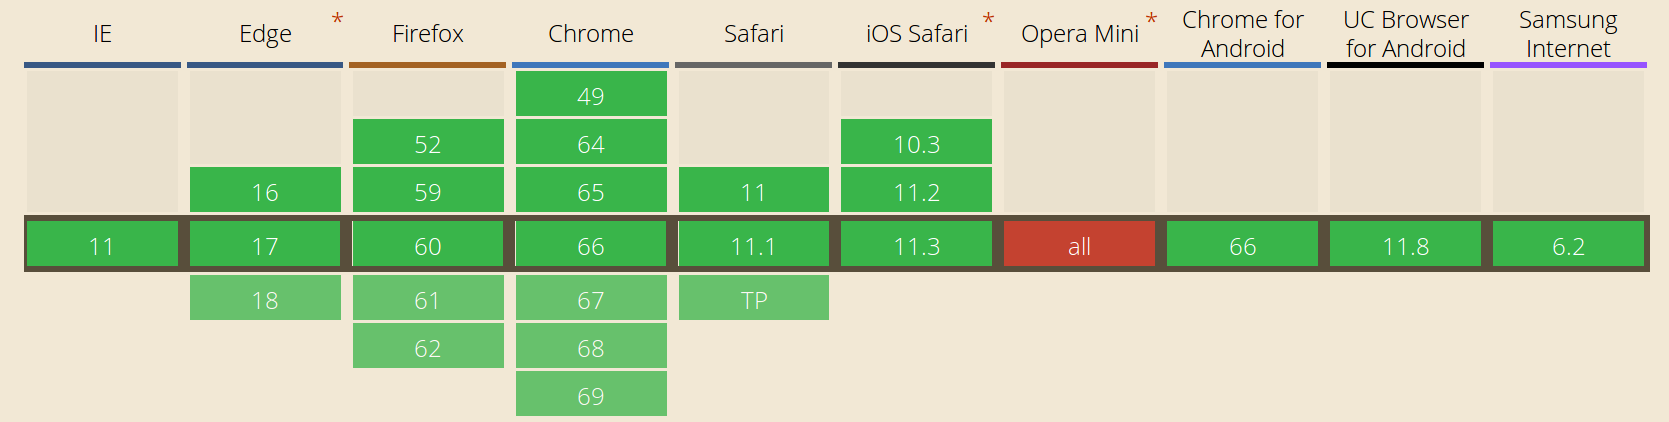 IE Edge * Firefox Chrome Safari iOS Safari * Opera Mini * Chrome for Android UC Browser for Android Samsung Internet
49
52 64 10.3
16 59 65 11 11.2
11 17 60 66 11.1 11.3 all 66 11.8 6.2
18 61 67 TP
62 68
69